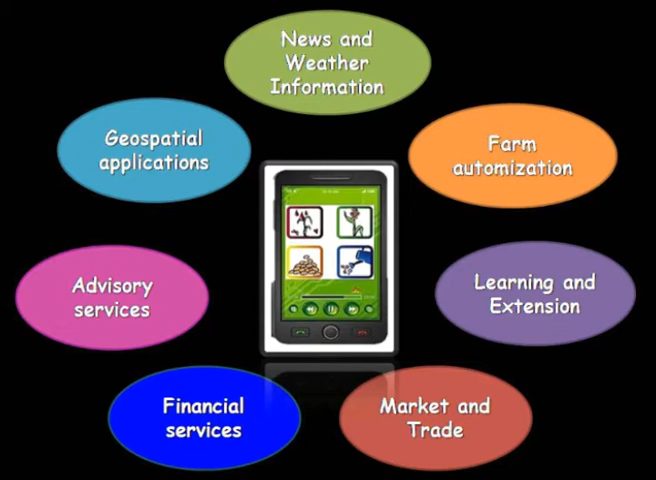 News and
Weather
Information
Geospatial
applications
Farm
automization
Advisory
services
Learning and
Extension
Financial
services
Market and
Trade